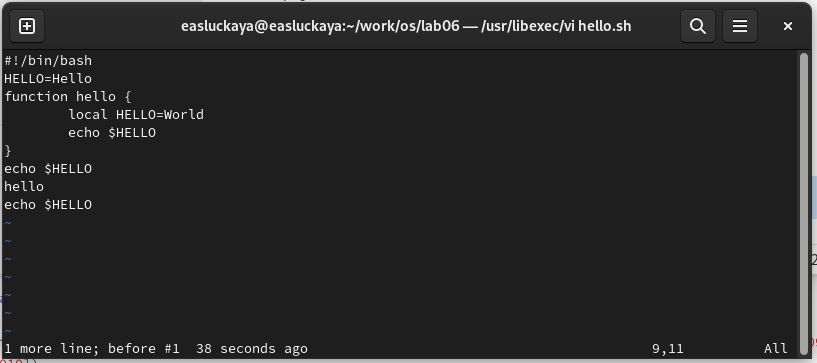 easluckaya@easluckaya:~/work/os/lab06 — /usr/libexec/vi hello.sh
#!/bin/bash
HELLO=Hello
function hello {
        local HELLO=World
        echo $HELLO
}
echo $HELLO
hello
echo $HELLO
~
~
~
~
~
~
~
1 more line; before #1  38 seconds ago                                           9,11          All